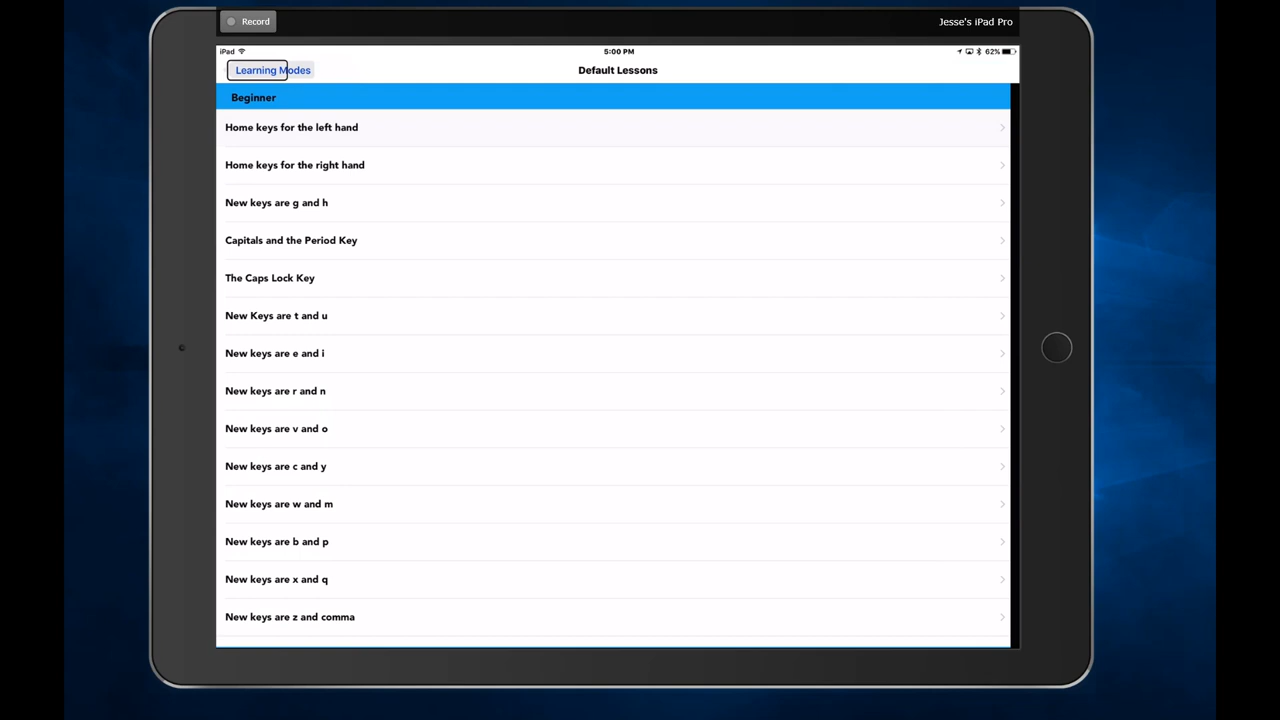 Record
Jesse's iPad Pro
iPad
5:00 PM
62%
Learning Modes
Default Lessons
Beginner
Home keys for the left hand
Home keys for the right hand
New keys are g and h
Capitals and the Period Key
The Caps Lock Key
New Keys are t and u
New keys are e and i
New keys are r and n
New keys are v and o
New keys are c and y
New keys are w and m
New keys are b and p
New keys are x and q
New keys are z and comma